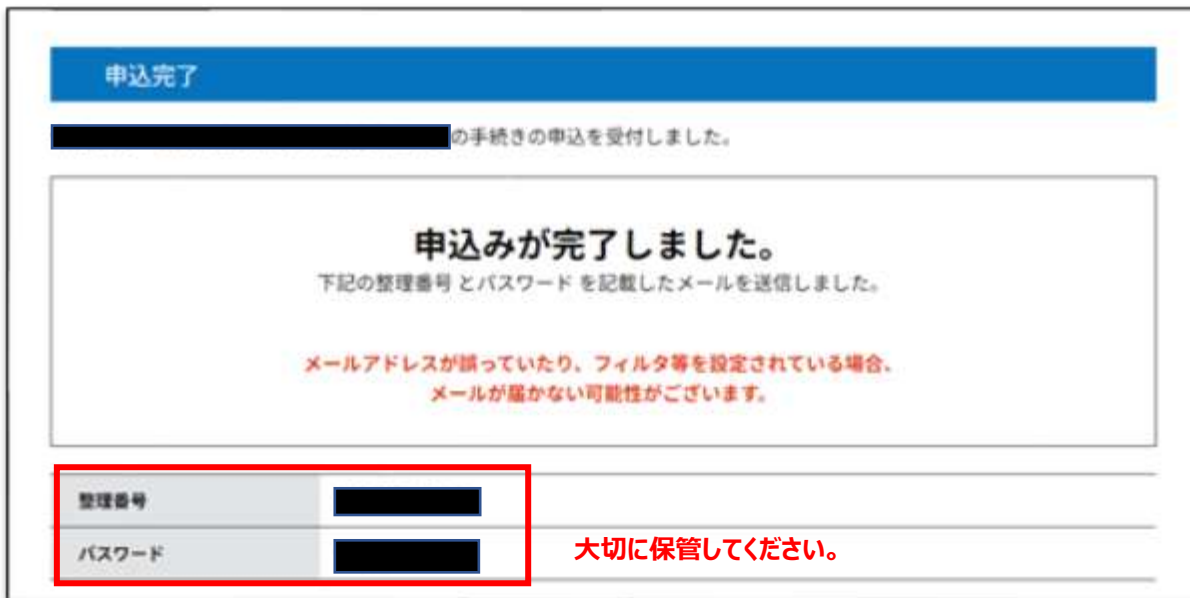 申込完了
の手続きの申込を受付しました。
申込みが完了しました。
下記の整理番号 とパスワード を記載したメールを送信しました。
メールアドレスが誤っていたり、フィルタ等を設定されている場合、
メールが届かない可能性がございます。
整理番号
パスワード
大切に保管してください。